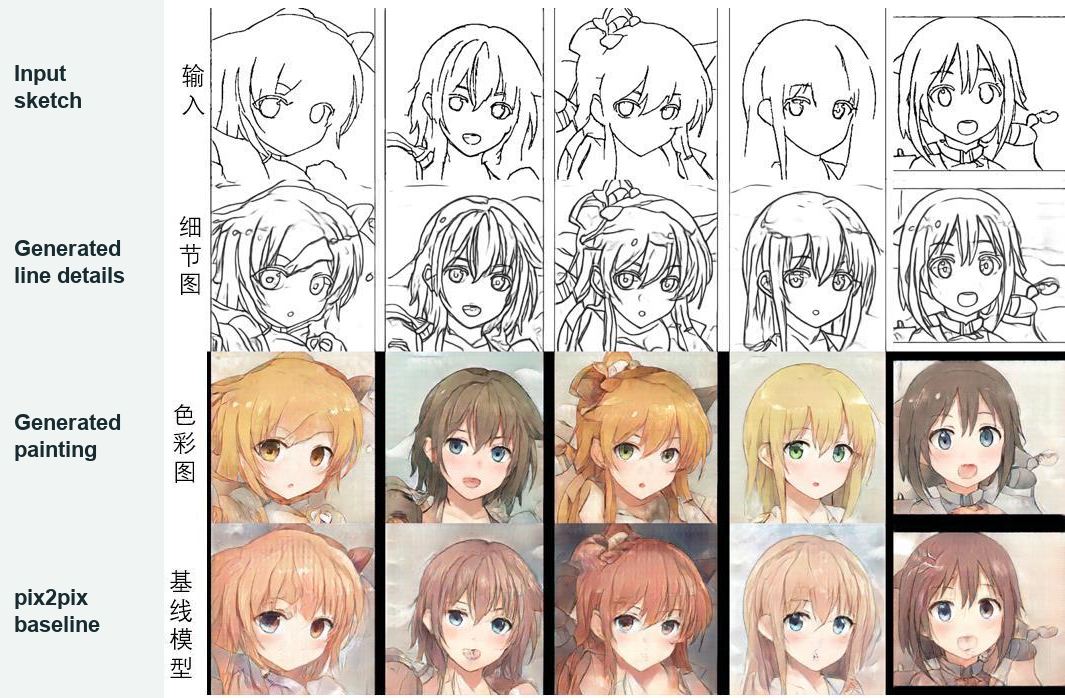 Input
sketch
输入
Generated
line details
细节图
Generated
painting
色彩图
pix2pix
baseline
基线模型